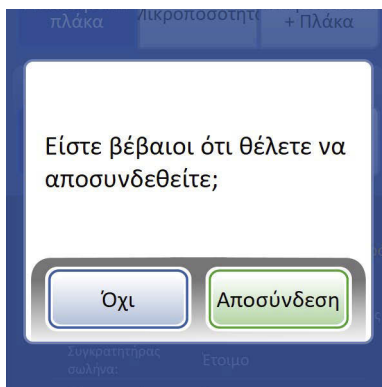 πλάκα
+ Πλάκα
Είστε βέβαιοι ότι θέλετε να
αποσυνδεθείτε;
Όχι
Αποσύνδεση
Συγκρατητήρας
σωλήνα:
Έτοιμο